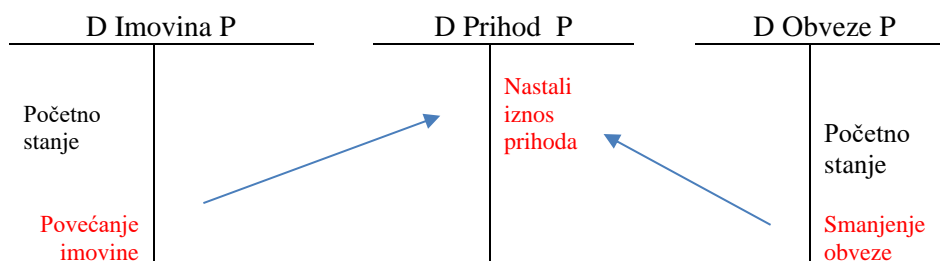 D Imovina P
D Prihod P
D Obveze P
Početno
stanje
Povećanje
imovine
Nastali
iznos
prihoda
Početno
stanje
Smanjenje
obveze